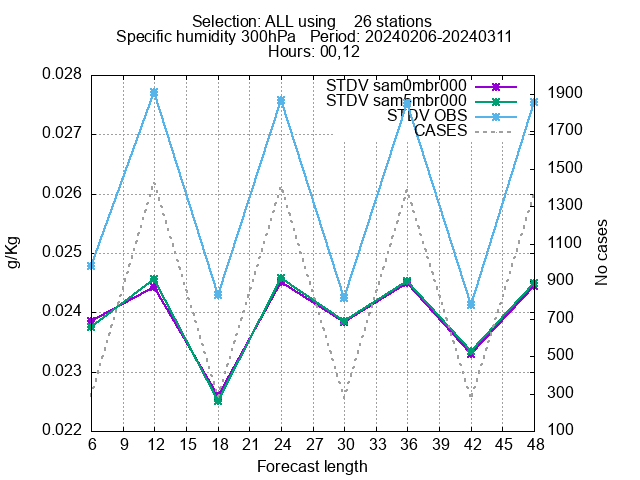 Selection: ALL using 26 stations
Specific humidity 300hPa Period: 20240206-20240311
Hours: 00,12
STDV sam0mbr000
STDV OBS
CASES
0.028
0.027
0.026
0.025
0.024
0.023
0.022
g/Kg
1900
1700
1500
1300
1100
900
700
500
300
100
No cases
6 9 12 15 18 21 24 27 30 33 36 39 42 45 48
Forecast length